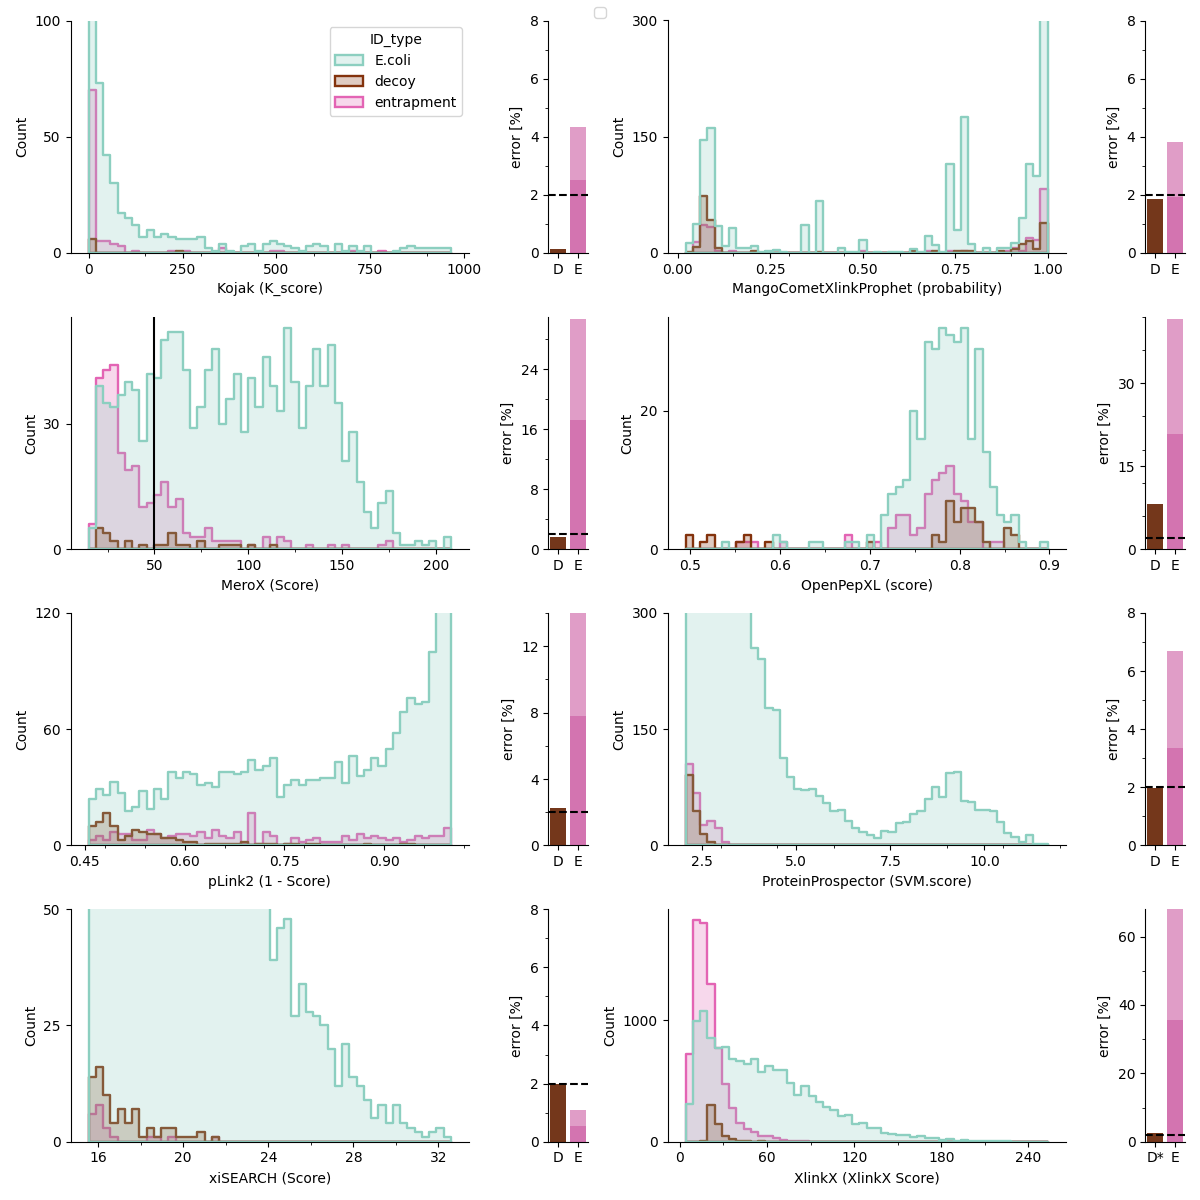 100
50
0
Count
0
250
500
750
1000
Kojak (K_score)
ID_type
E.coli
decoy
entrapment
8
6
4
2
0
error [%]
D
E
300
150
0
Count
0.00
0.25
0.50
0.75
1.00
MangoCometXlinkProphet (probability)
8
6
4
2
0
error [%]
D
E
30
0
Count
50
100
150
200
MeroX (Score)
24
16
8
0
error [%]
D
E
20
0
Count
0.5
0.6
0.7
0.8
0.9
OpenPepXL (score)
30
15
0
error [%]
D
E
120
60
0
Count
0.45
0.60
0.75
0.90
pLink2 (1 - Score)
12
8
4
0
error [%]
D
E
300
150
0
Count
2.5
5.0
7.5
10.0
ProteinProspector (SVM.score)
8
6
4
2
0
error [%]
D
E
50
25
0
Count
16
20
24
28
32
xiSEARCH (Score)
8
6
4
2
0
error [%]
D
E
1000
0
Count
0
60
120
180
240
XlinkX (XlinkX Score)
60
40
20
0
error [%]
D*
E